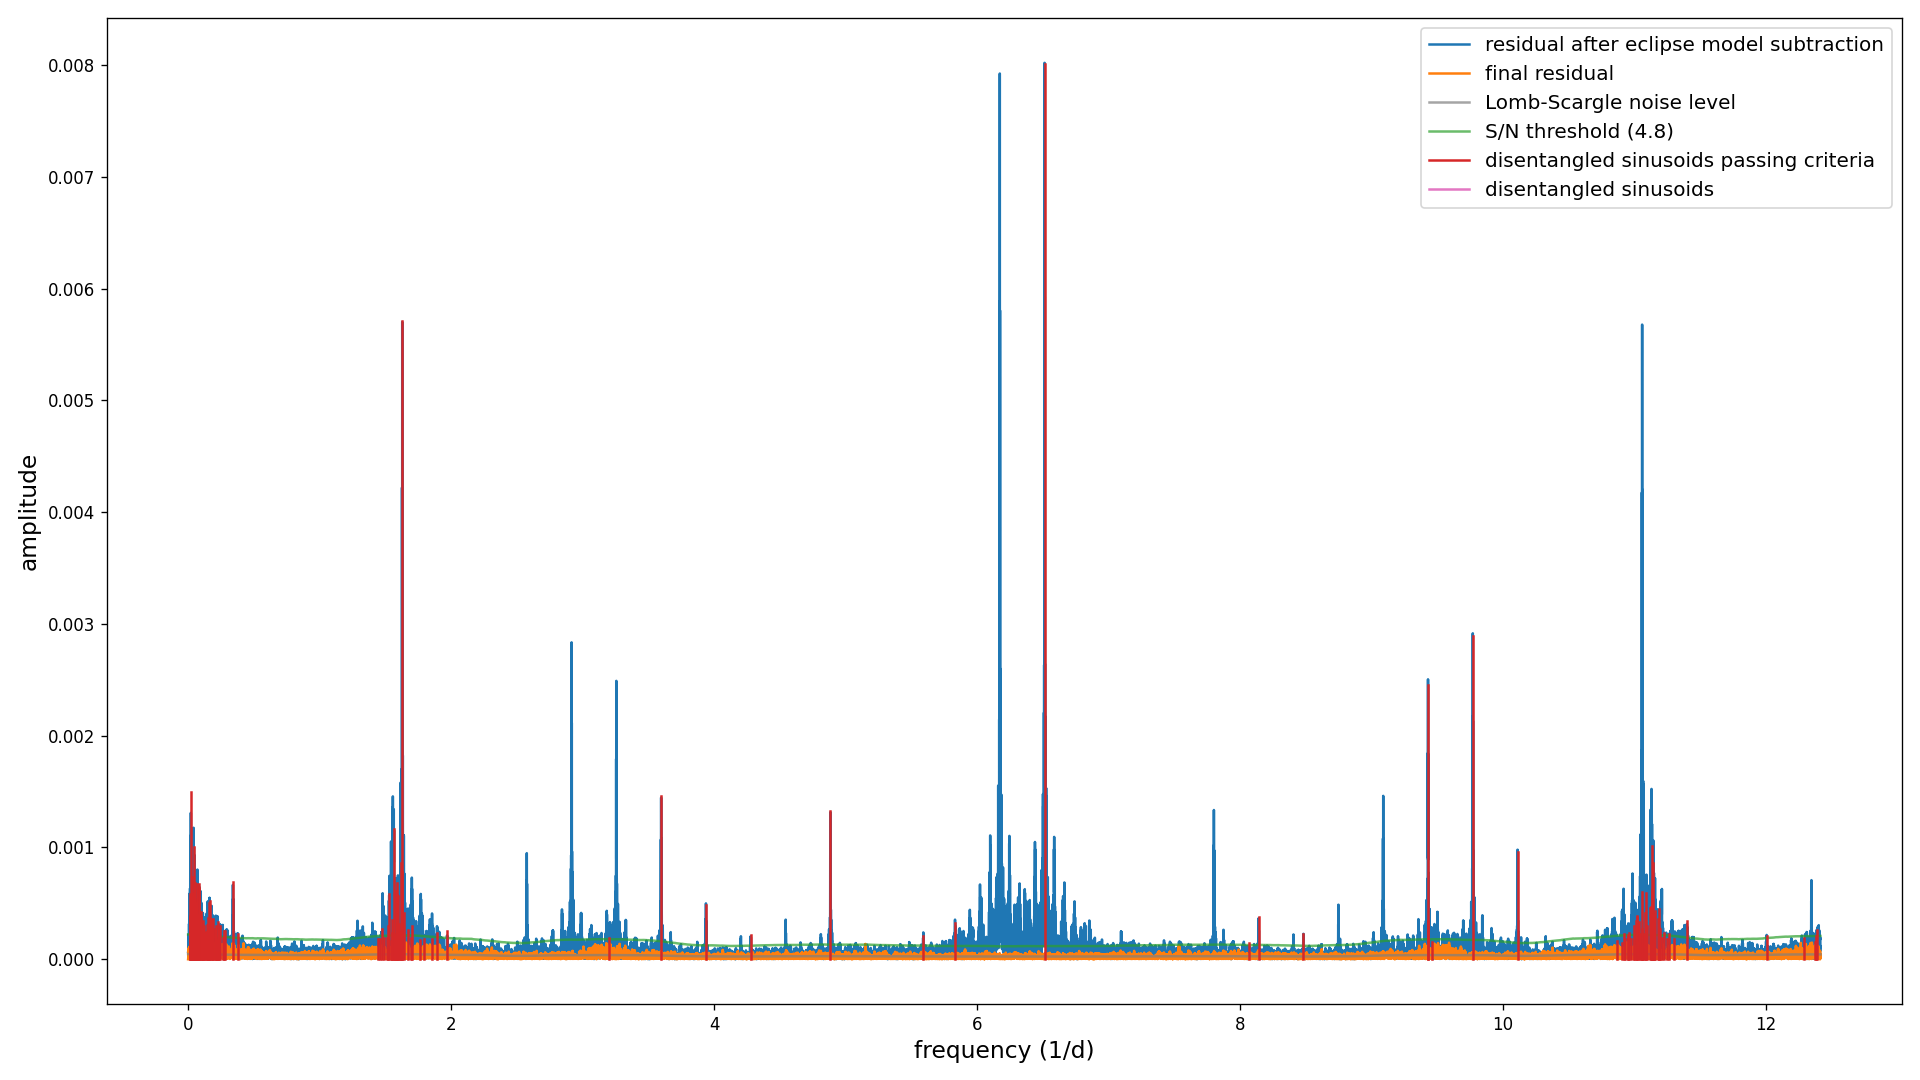 residual after eclipse model subtraction
final residual
Lomb-Scargle noise level
S/N threshold (4.8)
disentangled sinusoids passing criteria
disentangled sinusoids
amplitude
0.008
0.007
0.006
0.005
0.004
0.003
0.002
0.001
0.000
0 2 4 6 8 10 12
frequency (1/d)